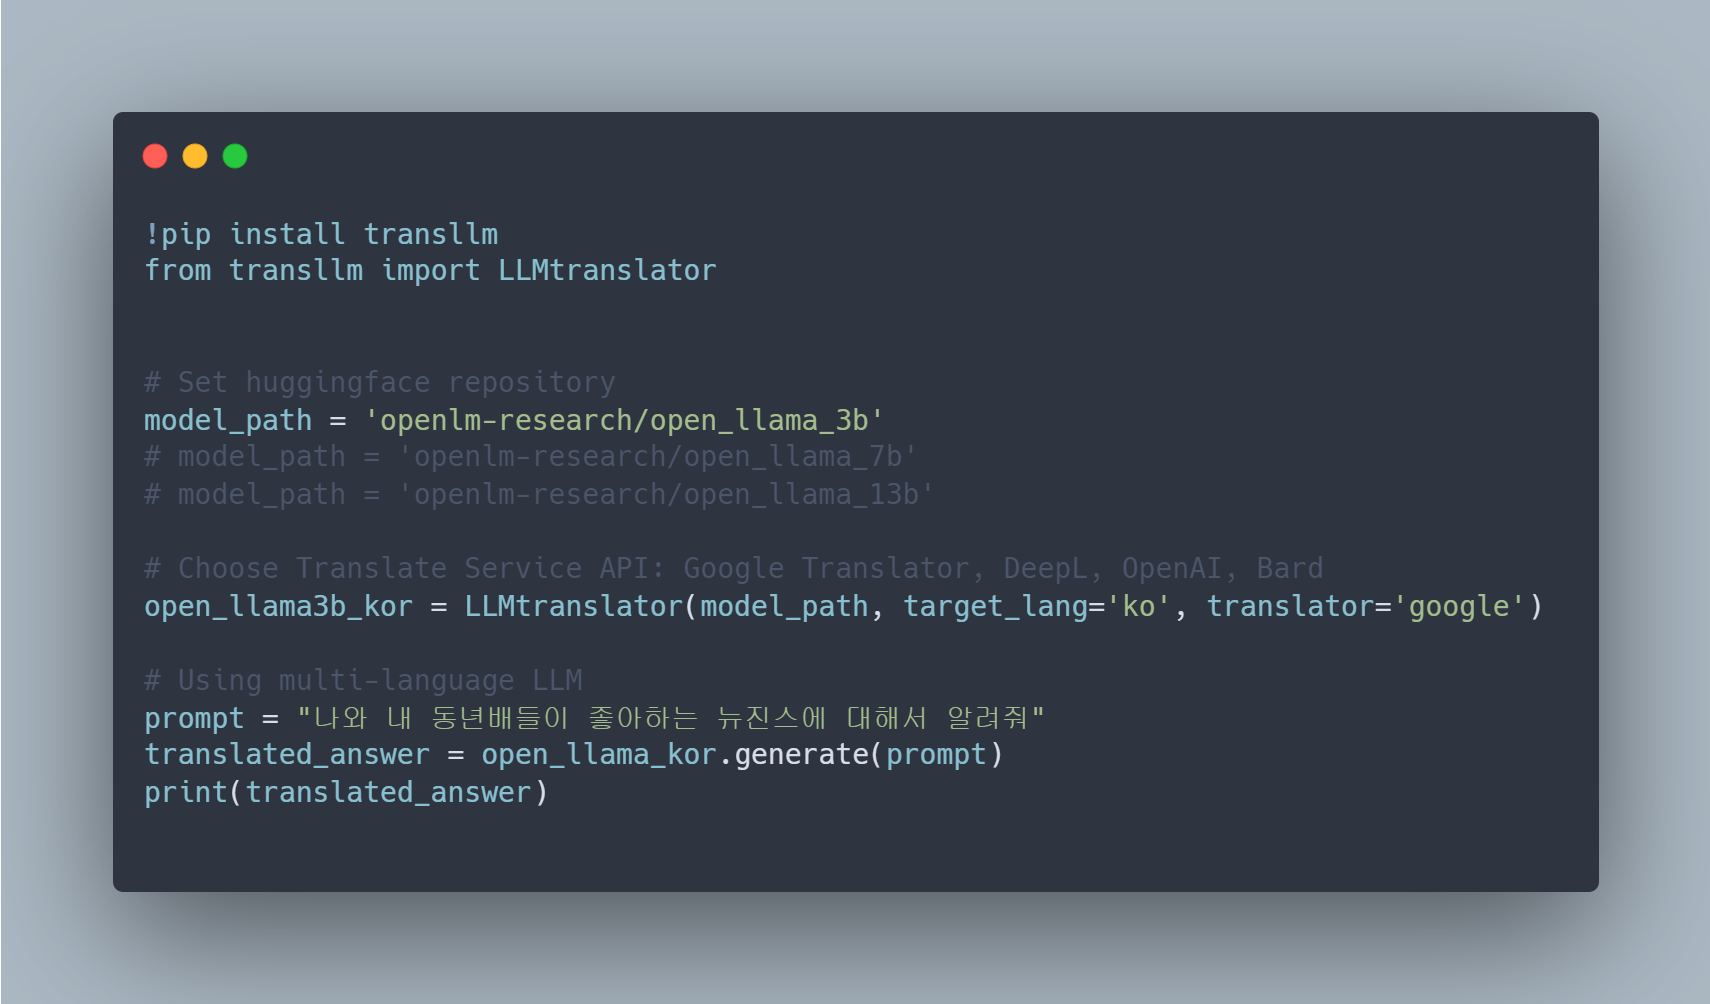 !pip install transllm
from transllm import LLMtranslator
# Set huggingface repository
model_path = 'openlm-research/open_llama_3b'
# model_path = 'openlm-research/open_llama_7b'
# model_path = 'openlm-research/open_llama_13b'
# Choose Translate Service API: Google Translator, DeepL, OpenAI, Bard
open_llama3b_kor = LLMtranslator(model_path, target_lang='ko', translator='google')
# Using multi-language LLM
prompt = "나와 내 동년배들이 좋아하는 뉴진스에 대해서 알려줘"
translated_answer = open_llama_kor.generate(prompt)
print(translated_answer)